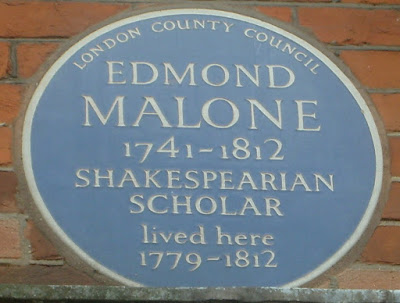 LONDON COUNTY COUNCIL
EDMOND
MALONE
1741-1812
SHAKESPEARIAN
SCHOLAR
lived here
1779-1812